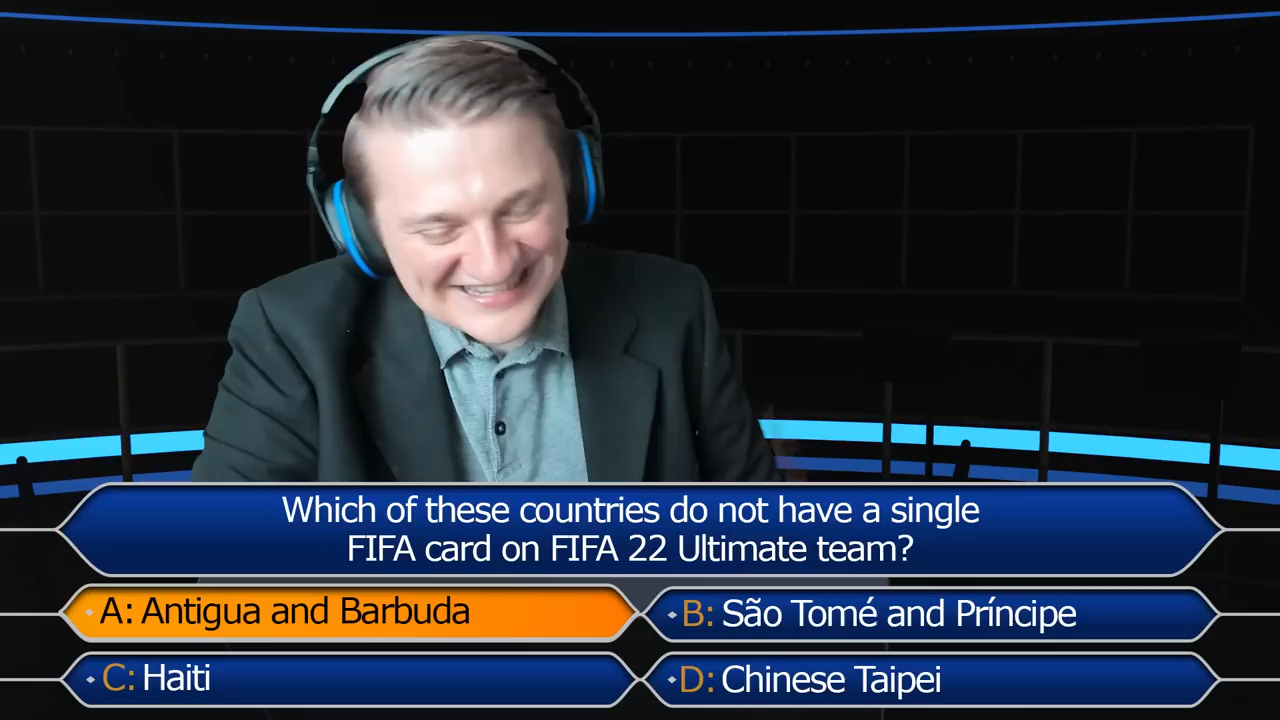 Which of these countries do not have a single
FIFA card on FIFA 22 Ultimate team?
A: Antigua and Barbuda
B: São Tomé and Príncipe
C: Haiti
D: Chinese Taipei